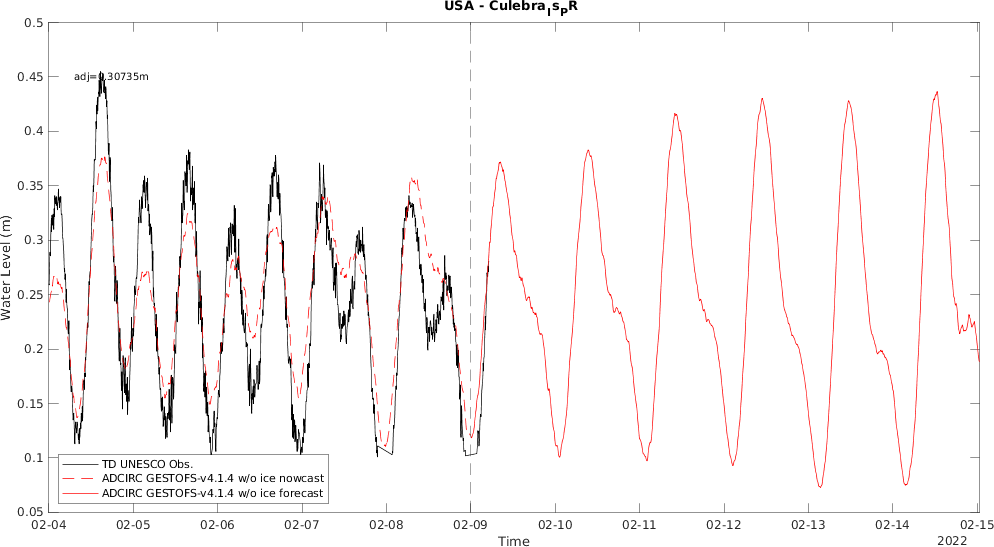 USA - Culebra_Is_PR
0.5
0.45
0.4
0.35
0.3
0.25
0.2
0.15
0.1
0.05
Water Level (m)
adj=0.30735m
TD UNESCO Obs.
ADCIRC GESTOFS-v4.1.4 w/o ice nowcast
ADCIRC GESTOFS-v4.1.4 w/o ice forecast
02-04 02-05 02-06 02-07 02-08 02-09 02-10 02-11 02-12 02-13 02-14 02-15
Time
2022